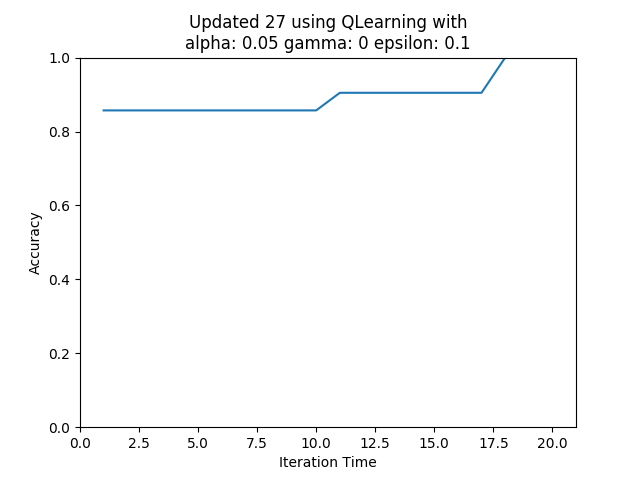 Updated 27 using QLearning with
alpha: 0.05 gamma: 0 epsilon: 0.1
1.0
0.8
0.6
0.4
0.2
0.0
Accuracy
0.0 2.5 5.0 7.5 10.0 12.5 15.0 17.5 20.0
Iteration Time